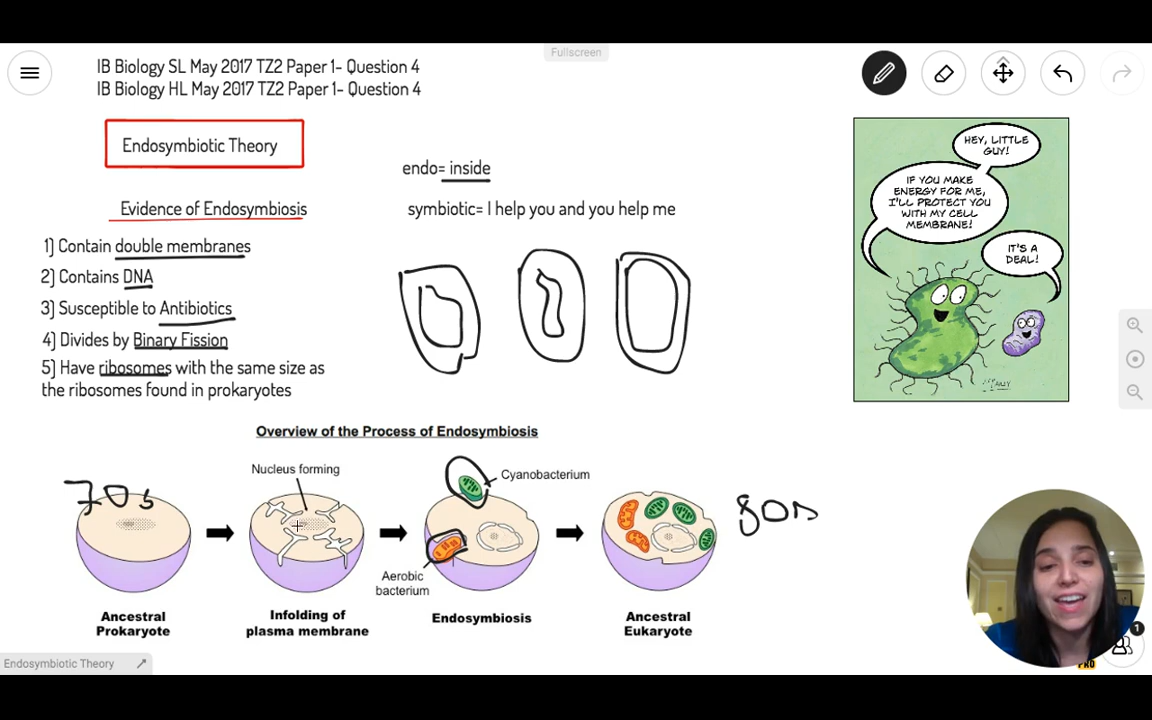 Fullscreen
IB Biology SL May 2017 TZ2 Paper 1- Question 4
IB Biology HL May 2017 TZ2 Paper 1- Question 4
Endosymbiotic Theory
endo= inside
Evidence of Endosymbiosis
symbiotic= I help you and you help me
1) Contain double membranes
2) Contains DNA
3) Susceptible to Antibiotics
4) Divides by Binary Fission
5) Have ribosomes with the same size as
the ribosomes found in prokaryotes
HEY, LITTLE
GUY!
IF YOU MAKE
ENERGY FOR ME,
I'LL PROTECT YOU
WITH MY CELL
MEMBRANE!
IT'S A
DEAL!
Overview of the Process of Endosymbiosis
Nucleus forming
Cyanobacterium
70s
80s
Aerobic
bacterium
Ancestral
Prokaryote
Infolding of
plasma membrane
Endosymbiosis
Ancestral
Eukaryote
Endosymbiotic Theory
1
PRO